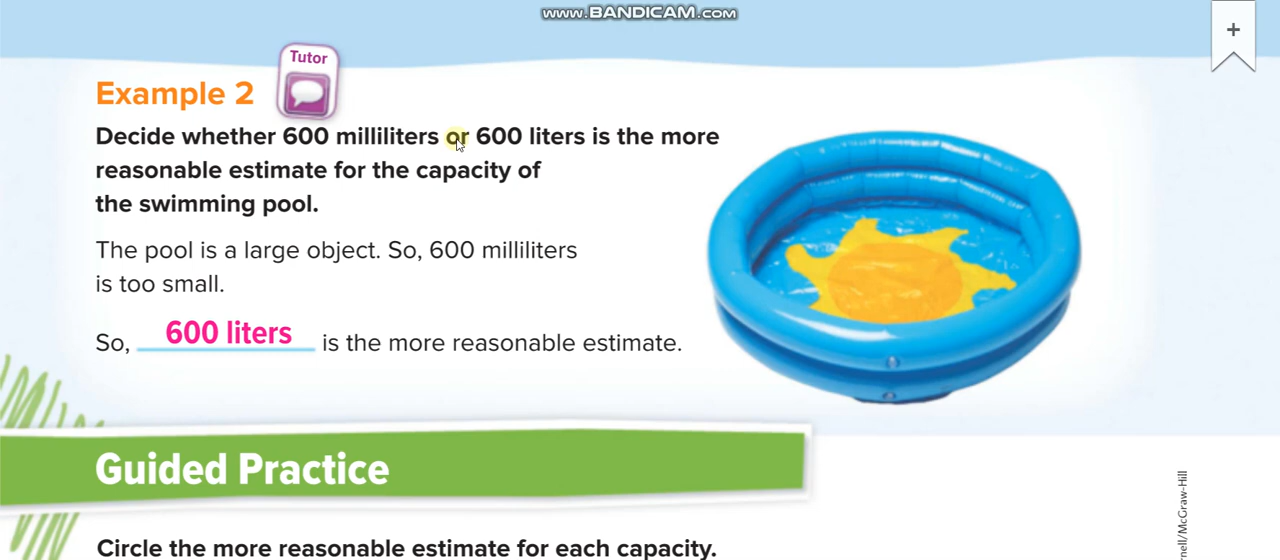 www.BANDICAM.com
Tutor
Example 2
Decide whether 600 milliliters or 600 liters is the more
reasonable estimate for the capacity of
the swimming pool.
The pool is a large object. So, 600 milliliters
is too small.
So, 600 liters is the more reasonable estimate.
Guided Practice
Circle the more reasonable estimate for each capacity.
/McGraw-Hill